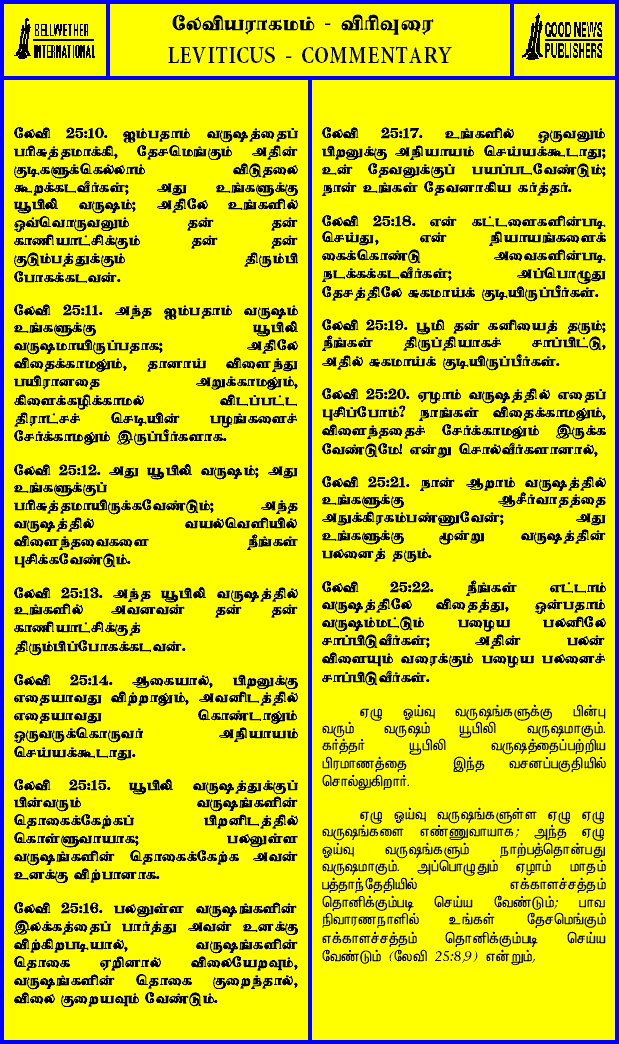 BELLWETHER
INTERNATIONAL
லேவியராகமம் - விரிவுரை
LEVITICUS - COMMENTARY
GOOD NEWS
PUBLISHERS
லேவி 25:10. ஐம்பதாம் வருஷத்தைப்
பரிசுத்தமாக்கி, தேசமெங்கும் அதின்
குடிகளுக்கெல்லாம் விடுதலை
கூறக்கடவீர்கள்; அது உங்களுக்கு
யூபிலி வருஷம்; அதிலே உங்களில்
ஒவ்வொருவனும் தன் தன்
காணியாட்சிக்கும் தன் தன்
குடும்பத்துக்கும் திரும்பி
போகக்கடவன்.
லேவி 25:11. அந்த ஐம்பதாம் வருஷம்
உங்களுக்கு யூபிலி
வருஷமாயிருப்பதாக; அதிலே
விதைக்காமலும், தானாய் விளைந்து
பயிரானதை அறுக்காமலும்,
கிளைக்கழிக்காமல் விடப்பட்ட
திராட்சச் செடியின் பழங்களைச்
சேர்க்காமலும் இருப்பீர்களாக.
லேவி 25:12. அது யூபிலி வருஷம்; அது
உங்களுக்குப்
பரிசுத்தமாயிருக்கவேண்டும்; அந்த
வருஷத்தில் வயல்வெளியில்
விளைந்தவைகளை நீங்கள்
புசிக்கவேண்டும்.
லேவி 25:13. அந்த யூபிலி வருஷத்தில்
உங்களில் அவனவன் தன் தன்
காணியாட்சிக்குத்
திரும்பிப்போகக்கடவன்.
லேவி 25:14. ஆகையால், பிறனுக்கு
எதையாவது விற்றாலும், அவனிடத்தில்
எதையாவது கொண்டாலும்
ஒருவருக்கொருவர் அநியாயம்
செய்யக்கூடாது.
லேவி 25:15. யூபிலி வருஷத்துக்குப்
பின்வரும் வருஷங்களின்
தொகைக்கேற்கப் பிறனிடத்தில்
கொள்ளுவாயாக; பலனுள்ள
வருஷங்களின் தொகைக்கேற்க அவன்
உனக்கு விற்பானாக.
லேவி 25:16. பலனுள்ள வருஷங்களின்
இலக்கத்தைப் பார்த்து அவன் உனக்கு
விற்கிறபடியால், வருஷங்களின்
தொகை ஏறினால் விலையேறவும்,
வருஷங்களின் தொகை குறைந்தால்,
விலை குறையவும் வேண்டும்.
லேவி 25:17. உங்களில் ஒருவனும்
பிறனுக்கு அநியாயம் செய்யக்கூடாது;
உன் தேவனுக்குப் பயப்படவேண்டும்;
நான் உங்கள் தேவனாகிய கர்த்தர்.
லேவி 25:18. என் கட்டளைகளின்படி
செய்து, என் நியாயங்களைக்
கைக்கொண்டு அவைகளின்படி
நடக்கக்கடவீர்கள்; அப்பொழுது
தேசத்திலே சுகமாய்க் குடியிருப்பீர்கள்.
லேவி 25:19. பூமி தன் கனியைத் தரும்;
நீங்கள் திருப்தியாகச் சாப்பிட்டு,
அதில் சுகமாய்க் குடியிருப்பீர்கள்.
லேவி 25:20. ஏழாம் வருஷத்தில் எதைப்
புசிப்போம்? நாங்கள் விதைக்காமலும்,
விளைந்ததைச் சேர்க்காமலும் இருக்க
வேண்டுமே! என்று சொல்வீர்களானால்,
லேவி 25:21. நான் ஆறாம் வருஷத்தில்
உங்களுக்கு ஆசீர்வாதத்தை
அநுக்கிரகம்பண்ணுவேன்; அது
உங்களுக்கு மூன்று வருஷத்தின்
பலனைத் தரும்.
லேவி 25:22. நீங்கள் எட்டாம்
வருஷத்திலே விதைத்து, ஒன்பதாம்
வருஷம்மட்டும் பழைய பலனிலே
சாப்பிடுவீர்கள்; அதின் பலன்
விளையும் வரைக்கும் பழைய பலனைச்
சாப்பிடுவீர்கள்.
ஏழு ஓய்வு வருஷங்களுக்கு பின்பு
வரும் வருஷம் யூபிலி வருஷமாகும்.
கர்த்தர் யூபிலி வருஷத்தைப்பற்றிய
பிரமாணத்தை இந்த வசனப்பகுதியில்
சொல்லுகிறார்.
ஏழு ஓய்வு வருஷங்களுள்ள ஏழு ஏழு
வருஷங்களை எண்ணுவாயாக; அந்த ஏழு
ஓய்வு வருஷங்களும் நாற்பத்தொன்பது
வருஷமாகும். அப்பொழுதும் ஏழாம் மாதம்
பத்தாந்தேதியில் எக்காளச்சத்தம்
தொனிக்கும்படி செய்ய வேண்டும்; பாவ
நிவாரணநாளில் உங்கள் தேசமெங்கும்
எக்காளச்சத்தம் தொனிக்கும்படி செய்ய
வேண்டும் (லேவி 25:8,9) என்றும்,